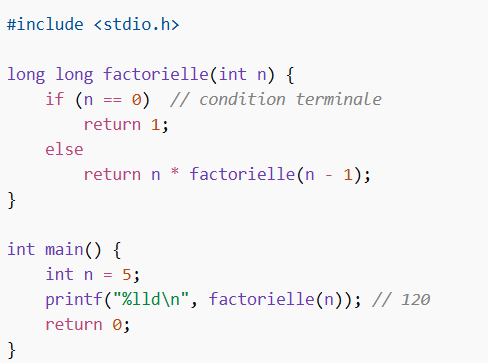 #include <stdio.h>

long long factorielle(int n) {
    if (n == 0)  // condition terminale
        return 1;
    else
        return n * factorielle(n - 1);
}

int main() {
    int n = 5;
    printf("%lld\n", factorielle(n)); // 120
    return 0;
}